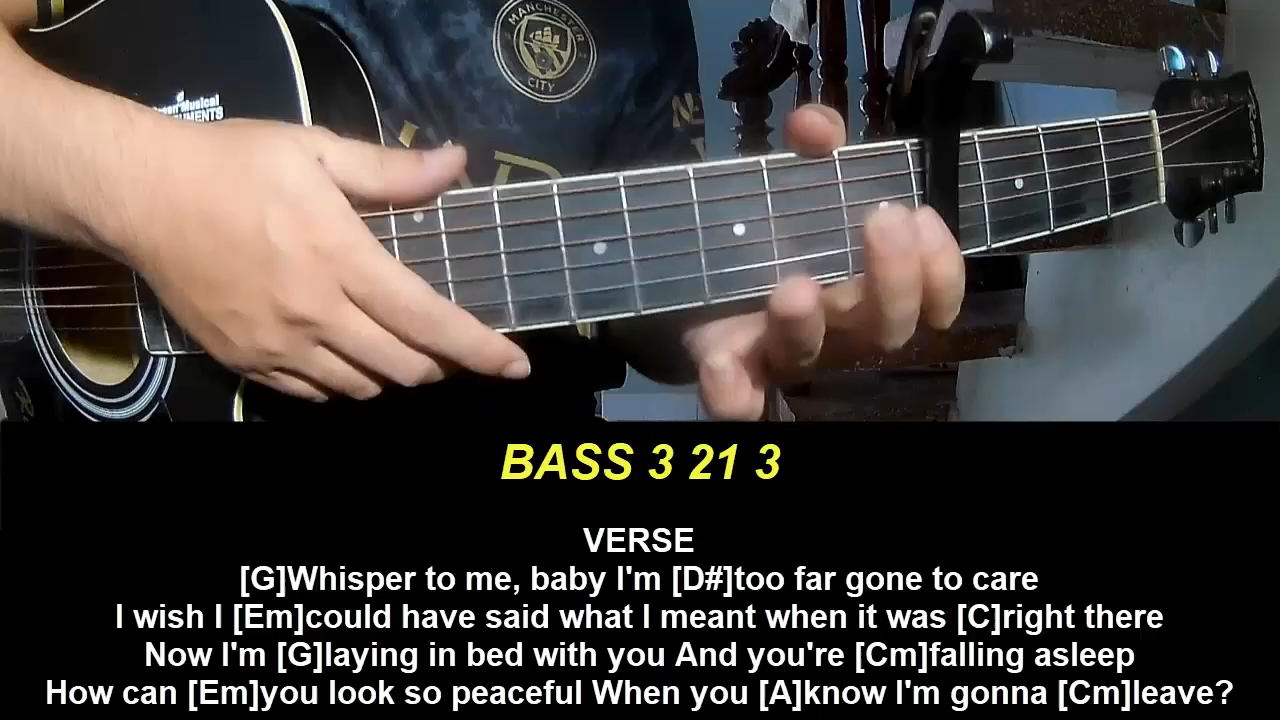 MANCHESTER
CITY
BASS 3 21 3
VERSE
[G]Whisper to me, baby I'm [D#]too far gone to care
I wish I [Em]could have said what I meant when it was [C]right there
Now I'm [G]laying in bed with you And you're [Cm]falling asleep
How can [Em]you look so peaceful When you [A]know I'm gonna [Cm]leave?